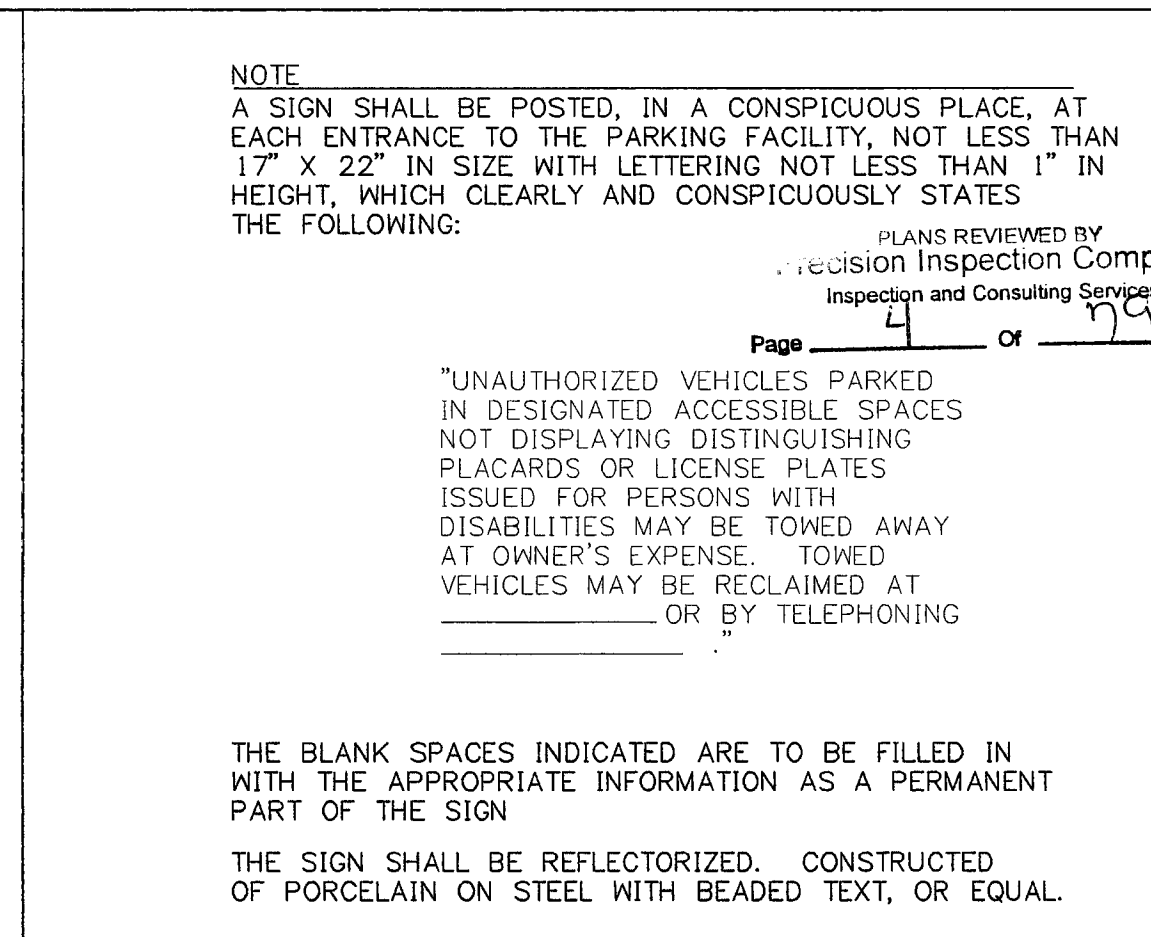 NOTE
A SIGN SHALL BE POSTED, IN A CONSPICUOUS PLACE, AT
EACH ENTRANCE TO THE PARKING FACILITY, NOT LESS THAN
17" X 22" IN SIZE WITH LETTERING NOT LESS THAN 1" IN
HEIGHT, WHICH CLEARLY AND CONSPICUOUSLY STATES
THE FOLLOWING:
PLANS REVIEWED BY
Inspection
Inspection and Consulting Services
Page 4 Of
"UNAUTHORIZED VEHICLES PARKED
IN DESIGNATED ACCESSIBLE SPACES
NOT DISPLAYING DISTINGUISHING
PLACARDS OR LICENSE PLATES
ISSUED FOR PERSONS WITH
DISABILITIES MAY BE TOWED AWAY
AT OWNER'S EXPENSE. TOWED
VEHICLES MAY BE RECLAIMED AT
____________ OR BY TELEPHONING
____________ ."
THE BLANK SPACES INDICATED ARE TO BE FILLED IN
WITH THE APPROPRIATE INFORMATION AS A PERMANENT
PART OF THE SIGN
THE SIGN SHALL BE REFLECTORIZED. CONSTRUCTED
OF PORCELAIN ON STEEL WITH BEADED TEXT, OR EQUAL.